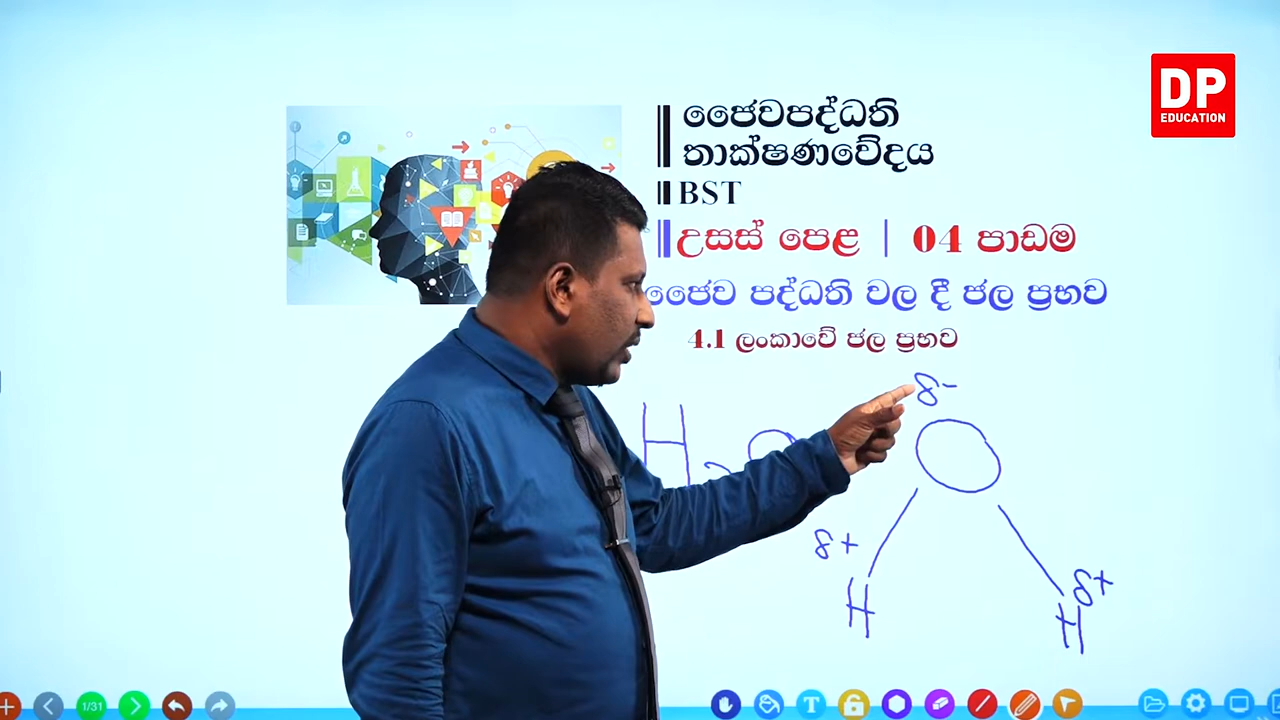 DP
EDUCATION
ජෛවපද්ධති
තාක්ෂණවේදය
BST
උසස් පෙළ | 04 පාඩම
ජෛව පද්ධති වල දී ජල ප්‍රභව
4.1 ලංකාවේ ජල ප්‍රභව
δ-
H₂O
δ+
δ+
H
H
1/31
T